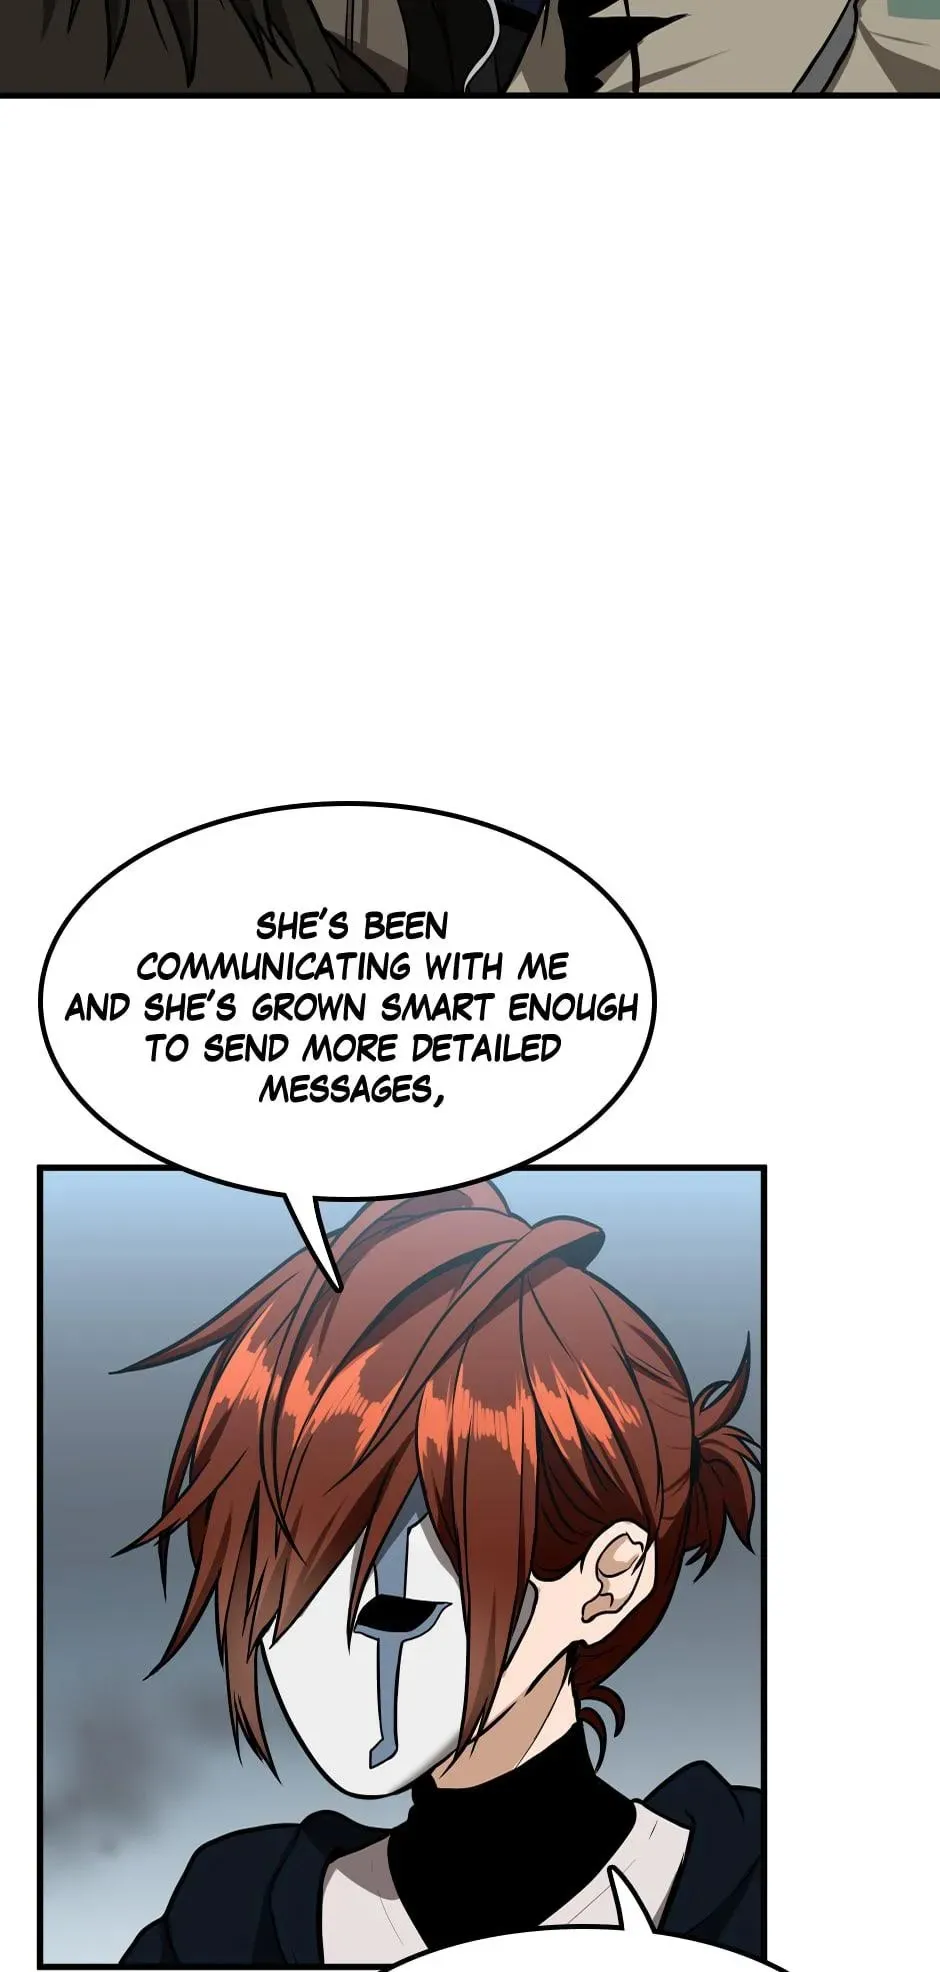 SHE'S BEEN
COMMUNICATING WITH ME
AND SHE'S GROWN SMART ENOUGH
TO SEND MORE DETAILED
MESSAGES,